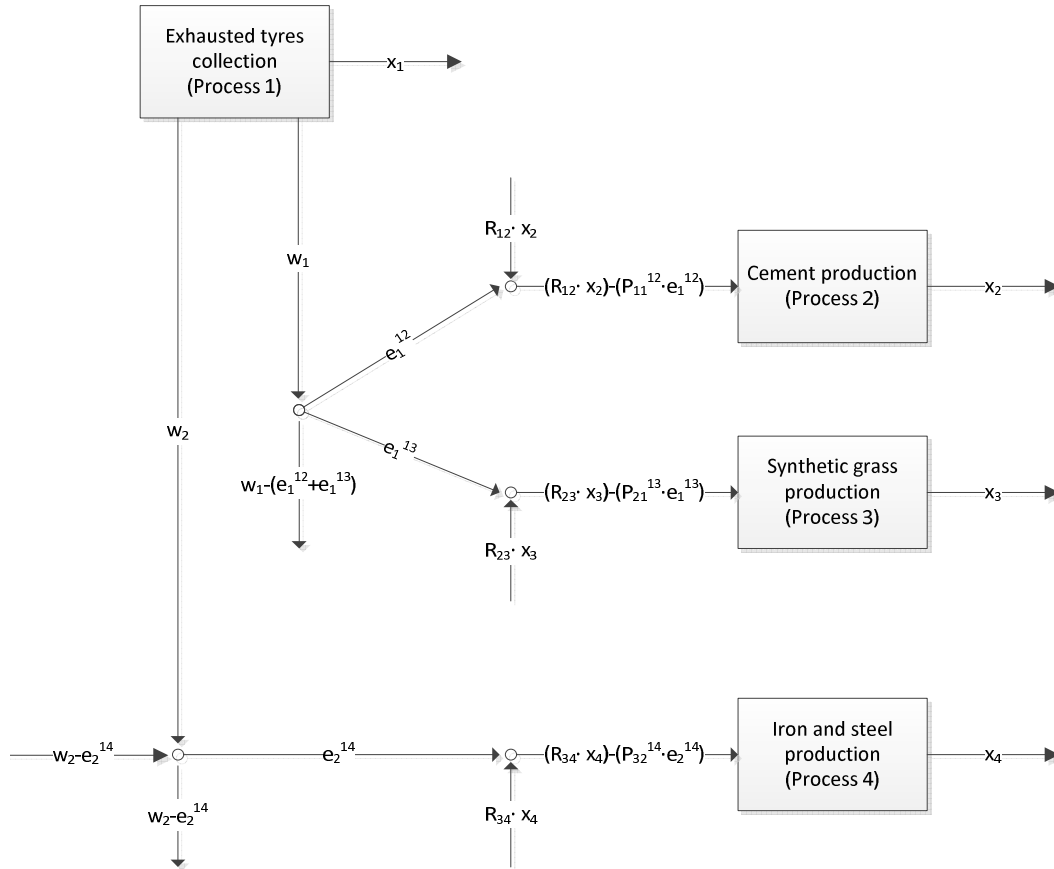 Exhausted tyres
collection
(Process 1)
x₁
R₁₂· x₂
w₁
Cement production
(Process 2)
(R₁₂· x₂)-(P₁₁¹²·e₁¹²)
x₂
e₁¹²
w₂
e₁¹³
w₁-(e₁¹²+e₁¹³)
Synthetic grass
production
(Process 3)
(R₂₃· x₃)-(P₂₁¹³·e₁¹³)
x₃
R₂₃· x₃
Iron and steel
production
(Process 4)
w₂-e₂¹⁴
e₂¹⁴
(R₃₄· x₄)-(P₃₂¹⁴·e₂¹⁴)
x₄
w₂-e₂¹⁴
R₃₄· x₄